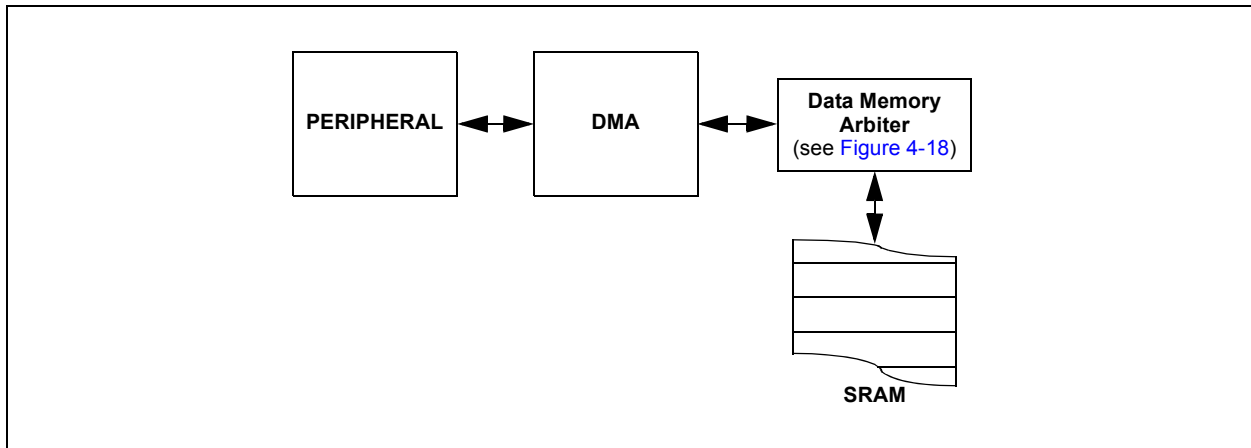 PERIPHERAL
DMA
Data Memory
Arbiter
(see Figure 4-18)
SRAM